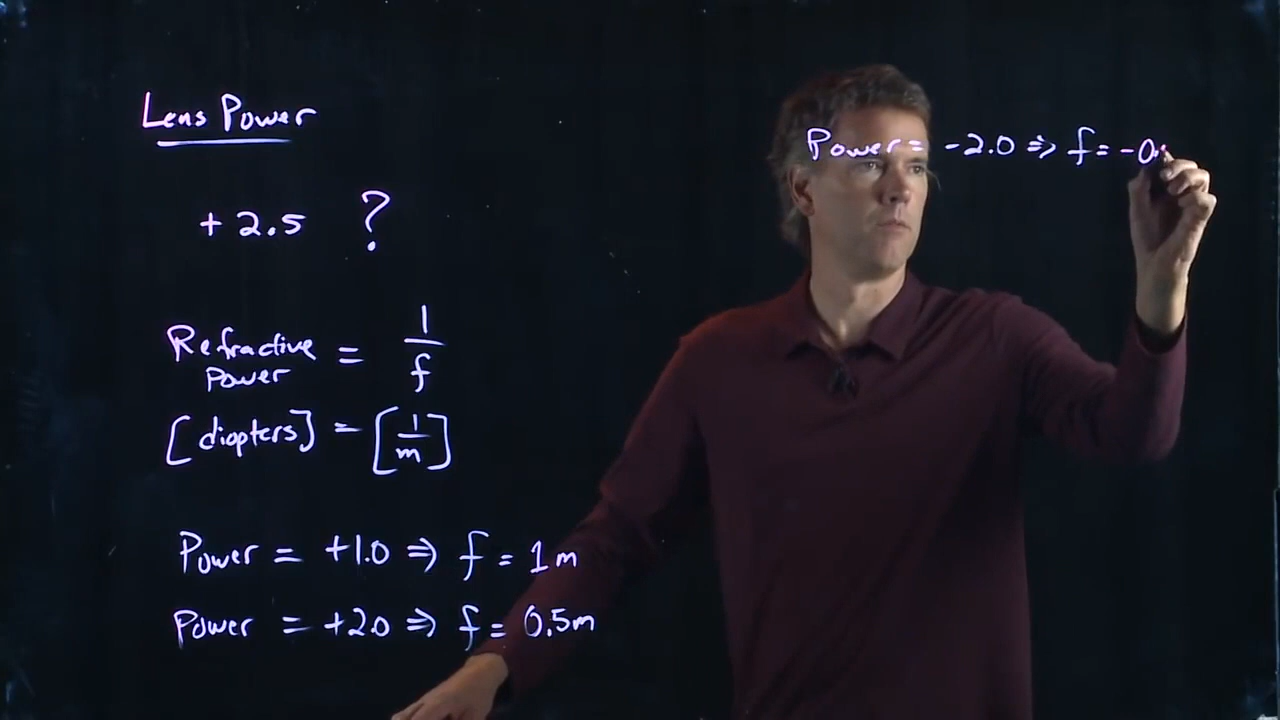 Lens Power
+ 2.5 ?
Refractive Power = 1/f
[diopters] = [1/m]
Power = +1.0 ⇒ f = 1m
Power = +2.0 ⇒ f = 0.5m
Power = -2.0 ⇒ f = -0.